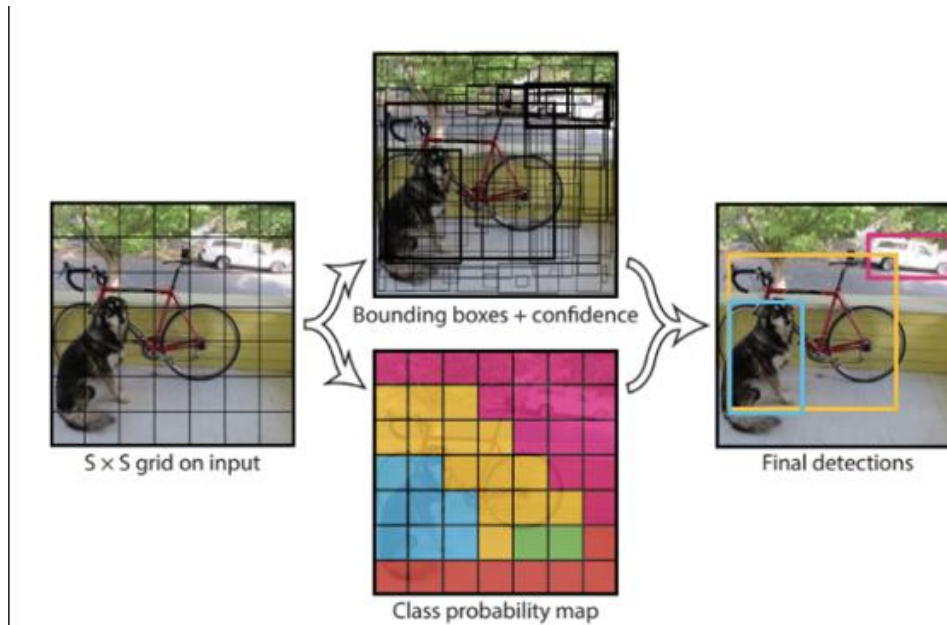 S × S grid on input
Bounding boxes + confidence
Class probability map
Final detections